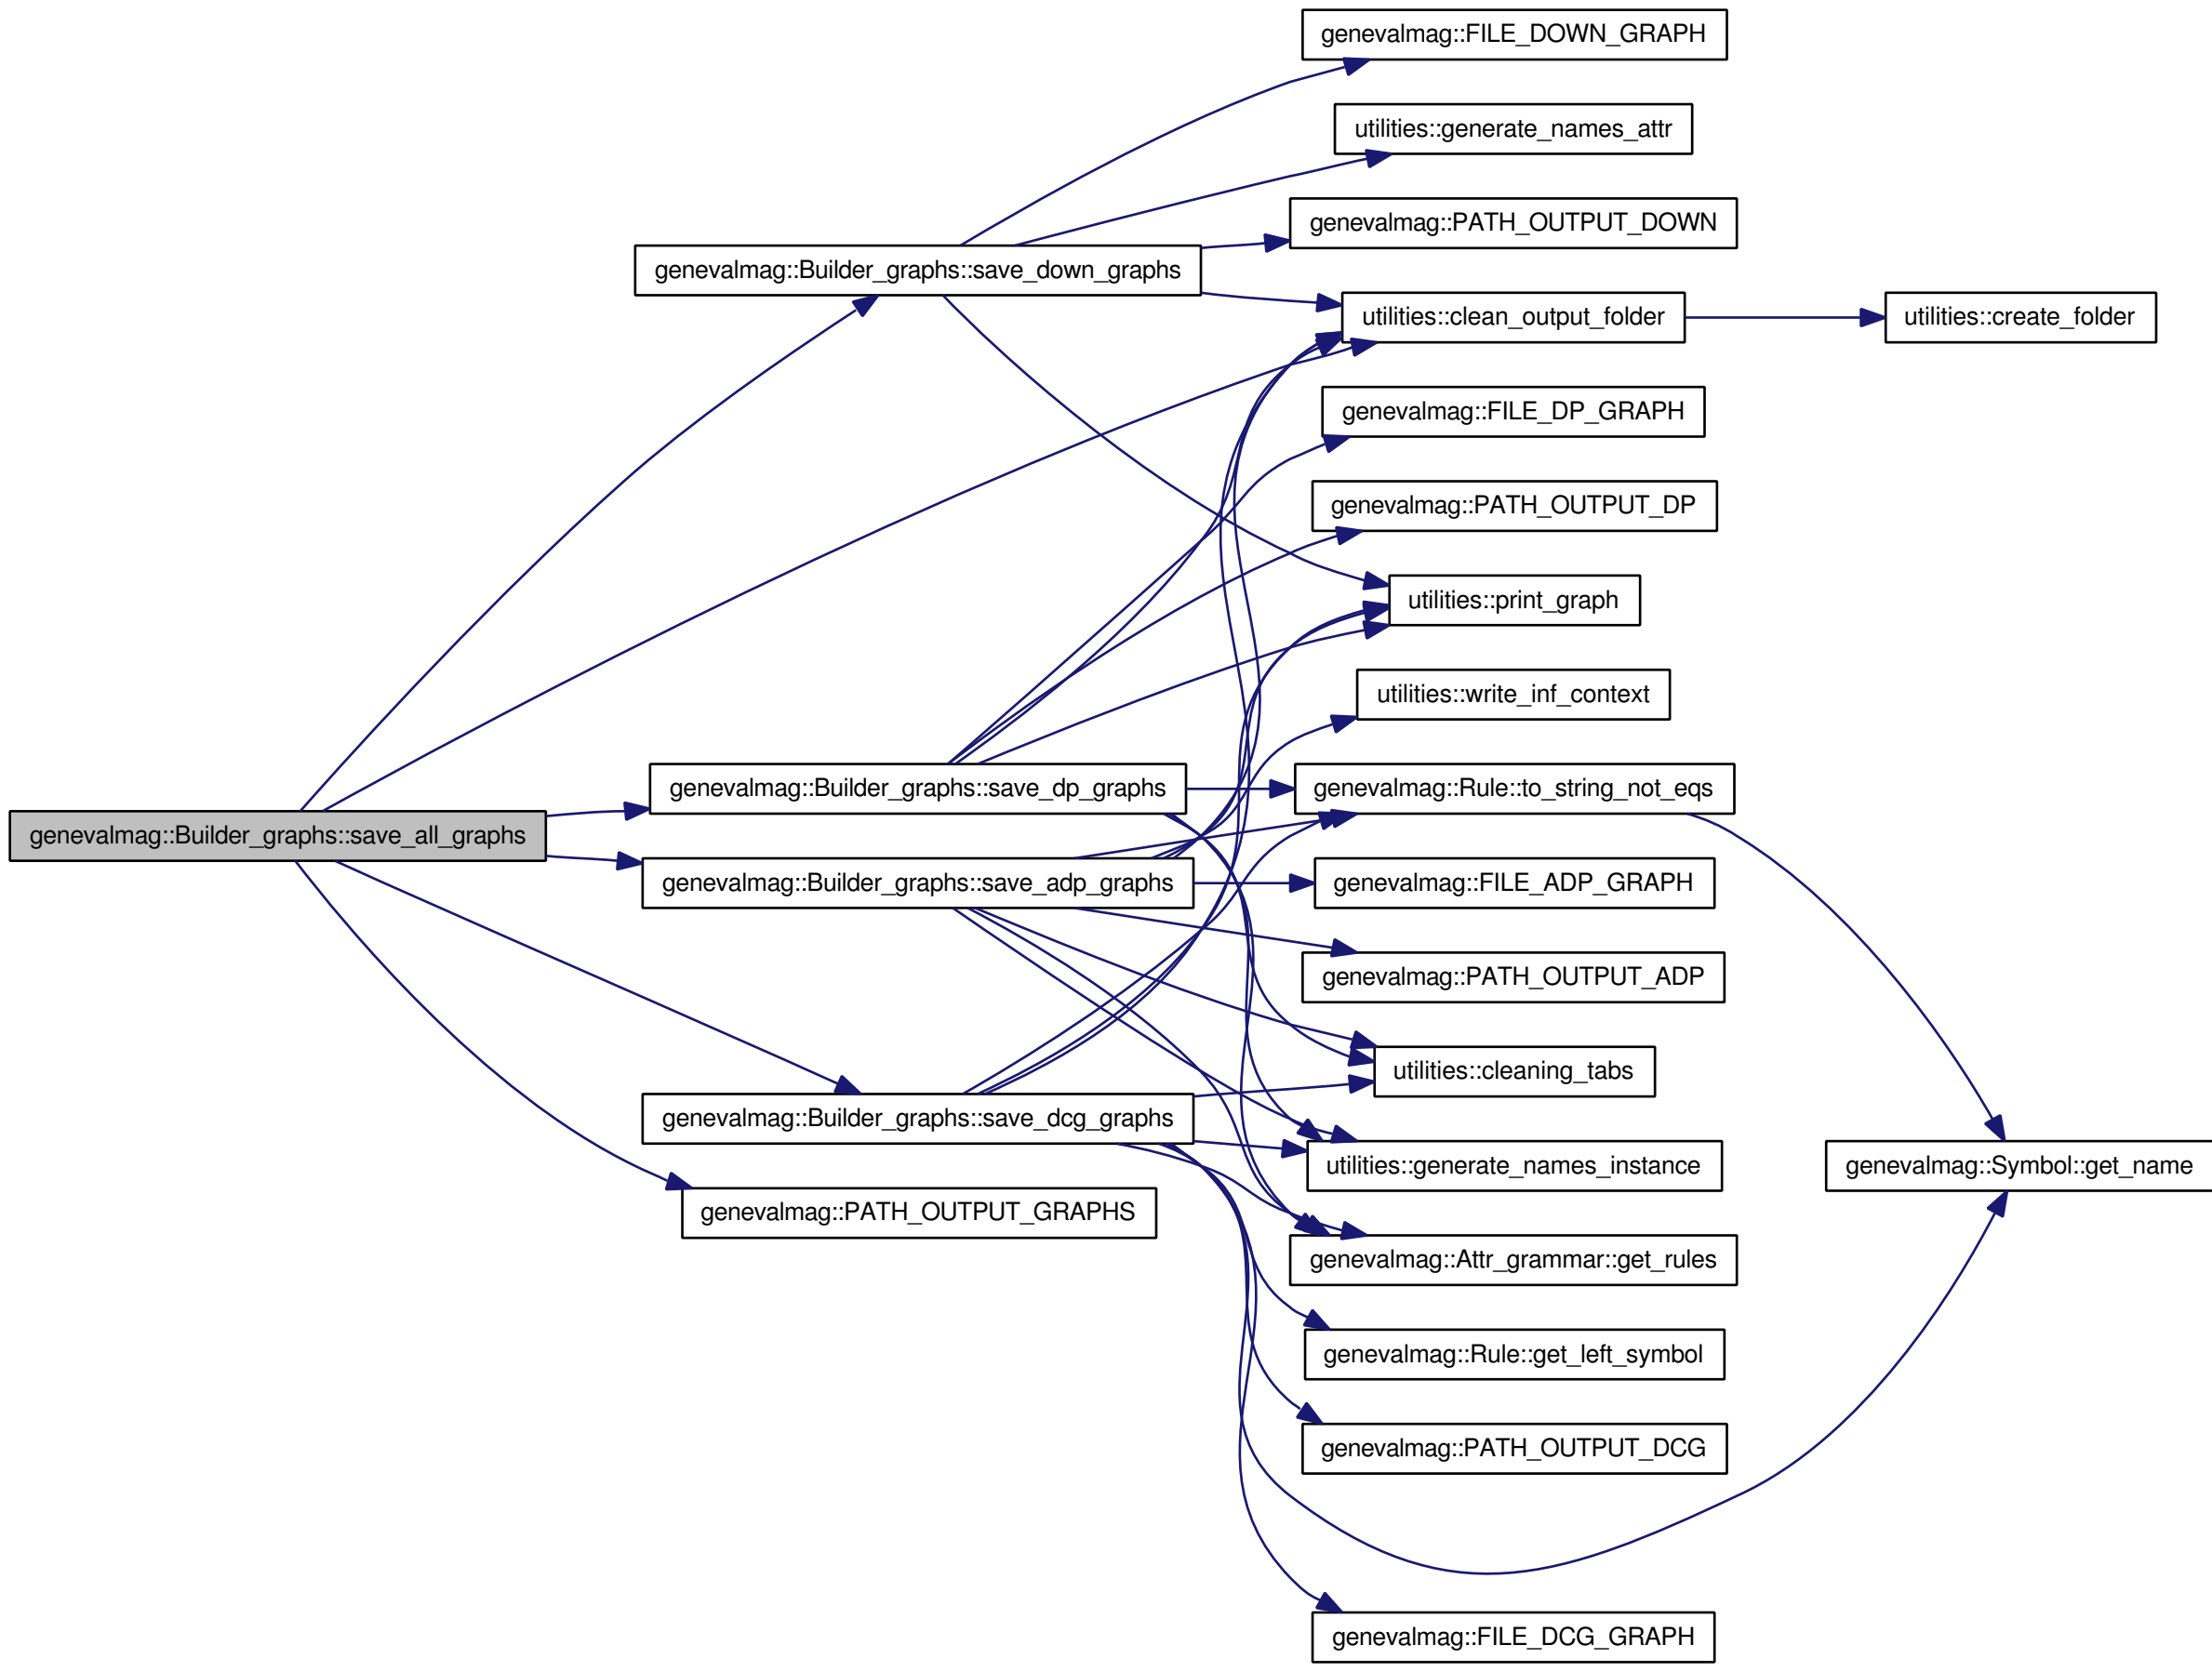 genevalmag::FILE_DOWN_GRAPH
utilities::generate_names_attr
genevalmag::PATH_OUTPUT_DOWN
genevalmag::Builder_graphs::save_down_graphs
utilities::clean_output_folder
utilities::create_folder
genevalmag::FILE_DP_GRAPH
genevalmag::PATH_OUTPUT_DP
utilities::print_graph
utilities::write_inf_context
genevalmag::Builder_graphs::save_dp_graphs
genevalmag::Rule::to_string_not_eqs
genevalmag::Builder_graphs::save_all_graphs
genevalmag::Builder_graphs::save_adp_graphs
genevalmag::FILE_ADP_GRAPH
genevalmag::PATH_OUTPUT_ADP
utilities::cleaning_tabs
genevalmag::Builder_graphs::save_dcg_graphs
utilities::generate_names_instance
genevalmag::Symbol::get_name
genevalmag::PATH_OUTPUT_GRAPHS
genevalmag::Attr_grammar::get_rules
genevalmag::Rule::get_left_symbol
genevalmag::PATH_OUTPUT_DCG
genevalmag::FILE_DCG_GRAPH